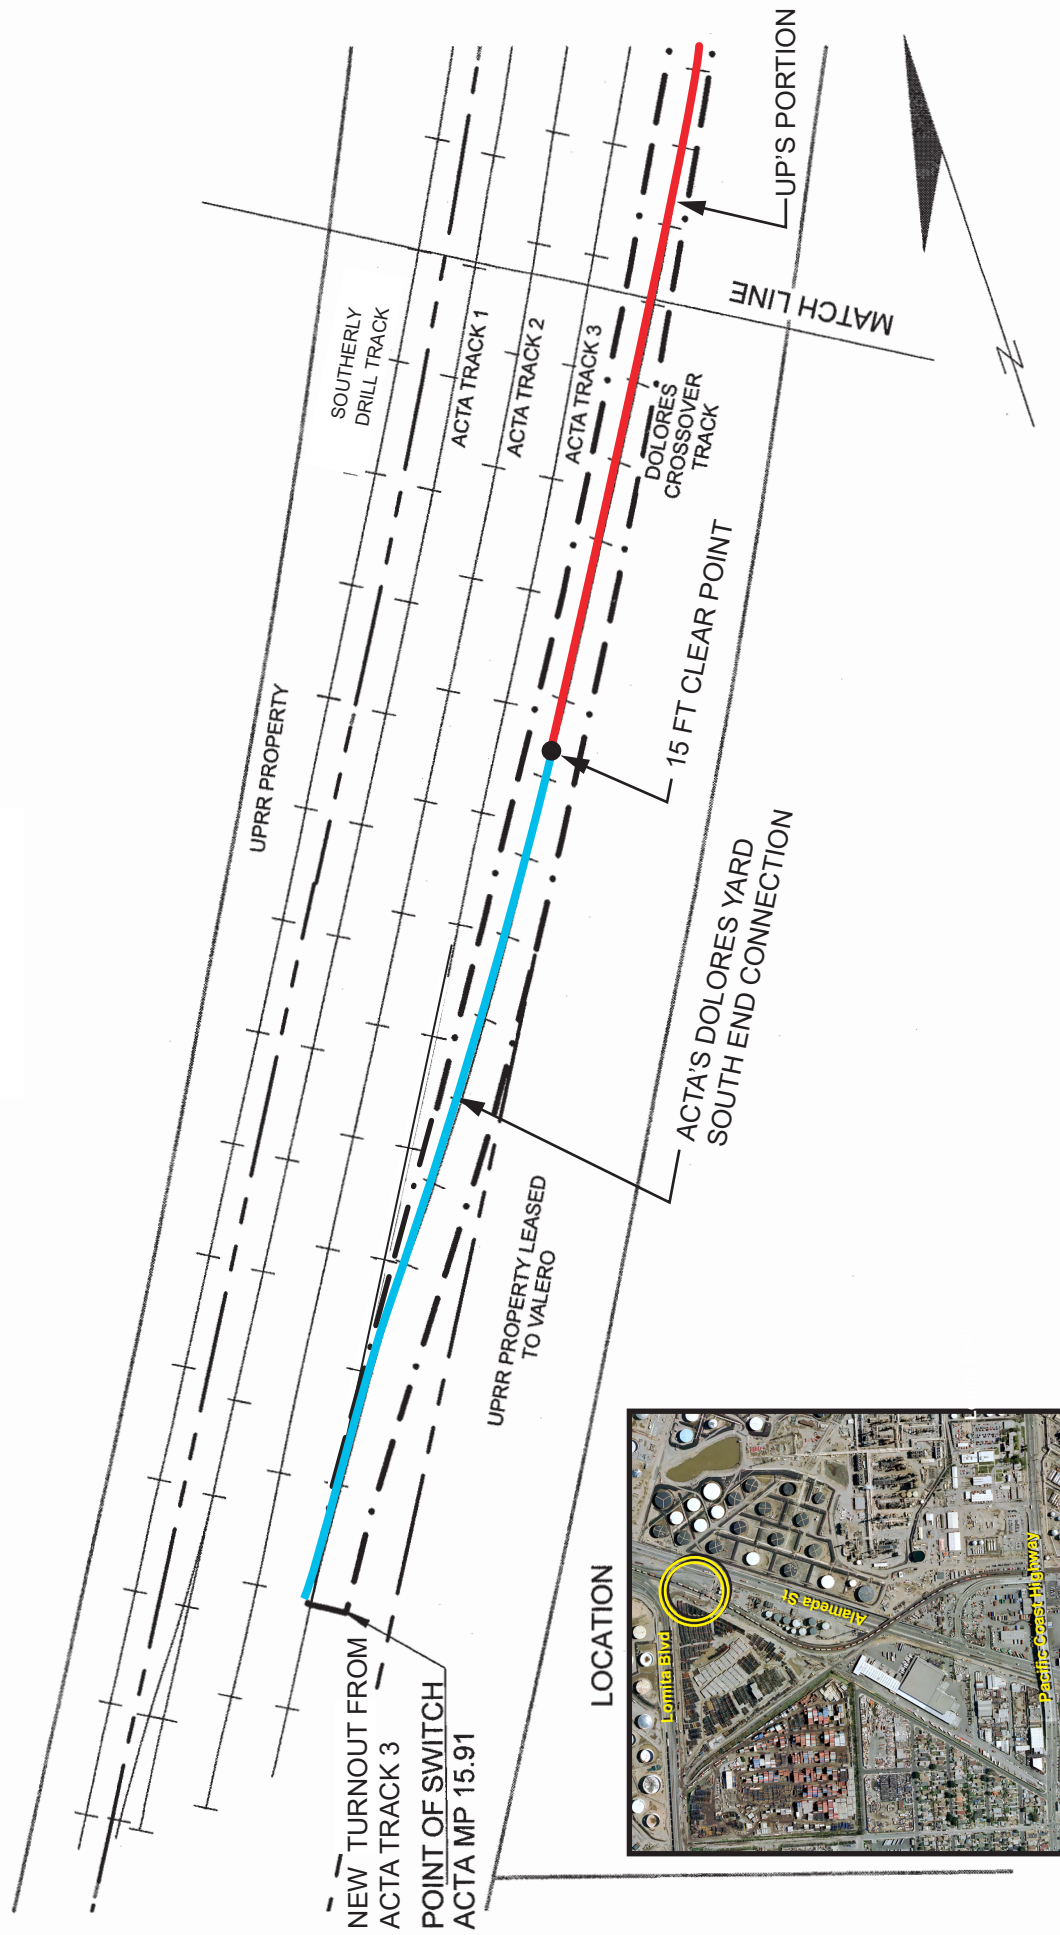 UP'S PORTION
MATCH LINE
N
SOUTHERLY
DRILL TRACK
ACTA TRACK 1
ACTA TRACK 2
ACTA TRACK 3
DOLORES
CROSSOVER
TRACK
15 FT CLEAR POINT
UPRR PROPERTY
ACTA'S DOLORES YARD
SOUTH END CONNECTION
UPRR PROPERTY LEASED
TO VALERO
NEW TURNOUT FROM
ACTA TRACK 3
POINT OF SWITCH
ACTA MP 15.91
LOCATION
Lomita Blvd
Alameda St
Pacific Coast Highway